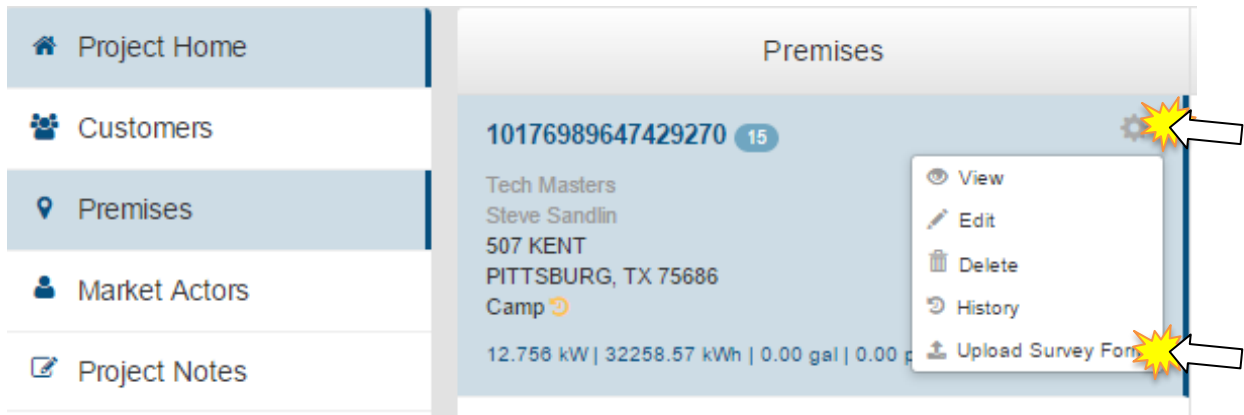 Project Home
Customers
Premises
Market Actors
Project Notes
Premises
10176989647429270 15
Tech Masters
Steve Sandlin
507 KENT
PITTSBURG, TX 75686
Camp
12.756 kW | 32258.57 kWh | 0.00 gal | 0.00
View
Edit
Delete
History
Upload Survey